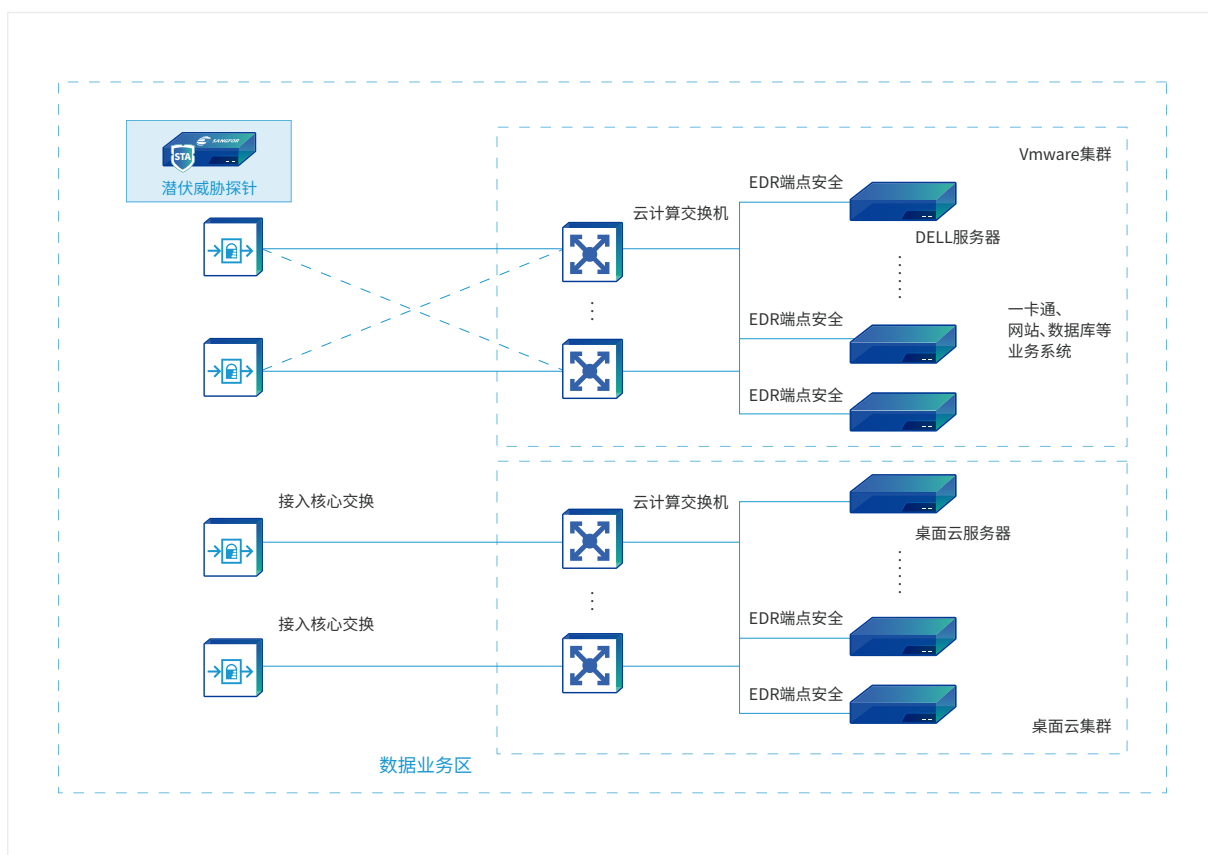 SANGFOR
STA
潜伏威胁探针
Vmware集群
EDR端点安全
云计算交换机
DELL服务器
EDR端点安全
一卡通、
网站、数据库等
业务系统
EDR端点安全
接入核心交换
云计算交换机
桌面云服务器
接入核心交换
EDR端点安全
EDR端点安全
桌面云集群
数据业务区